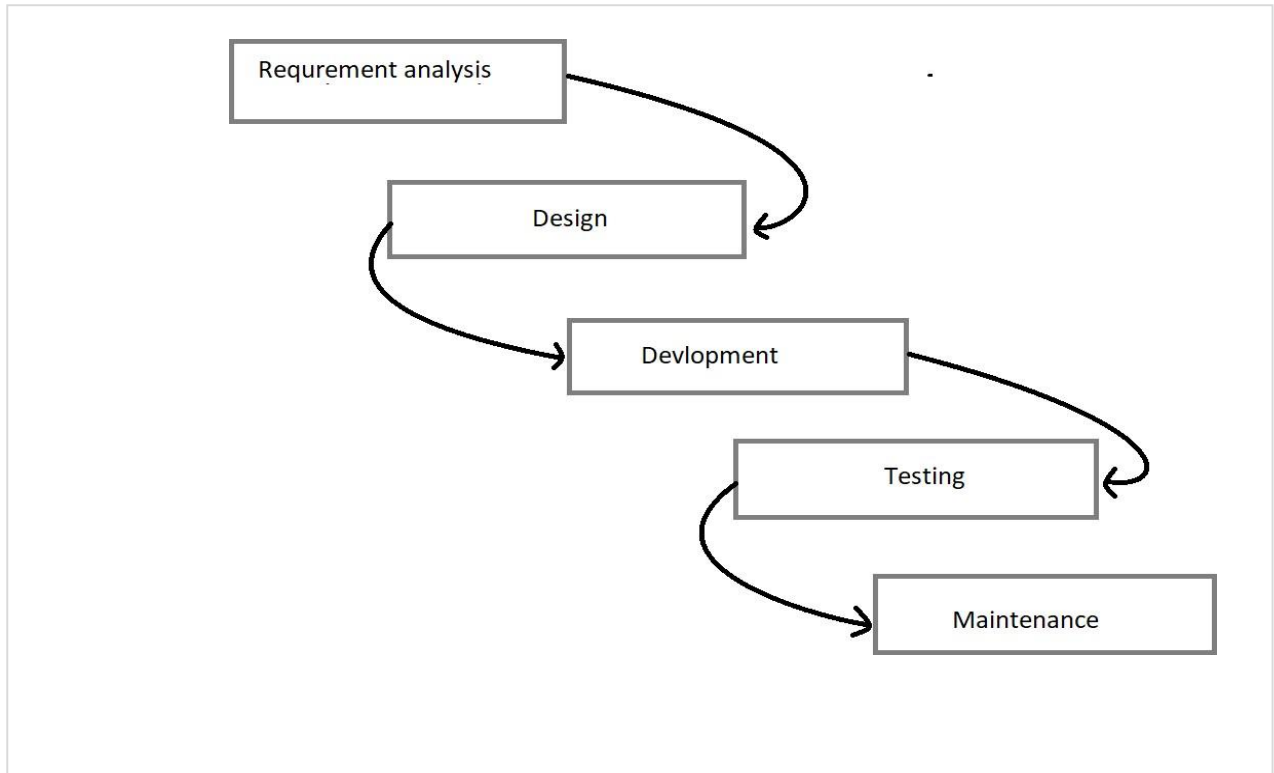 Requrement analysis
Design
Devlopment
Testing
Maintenance